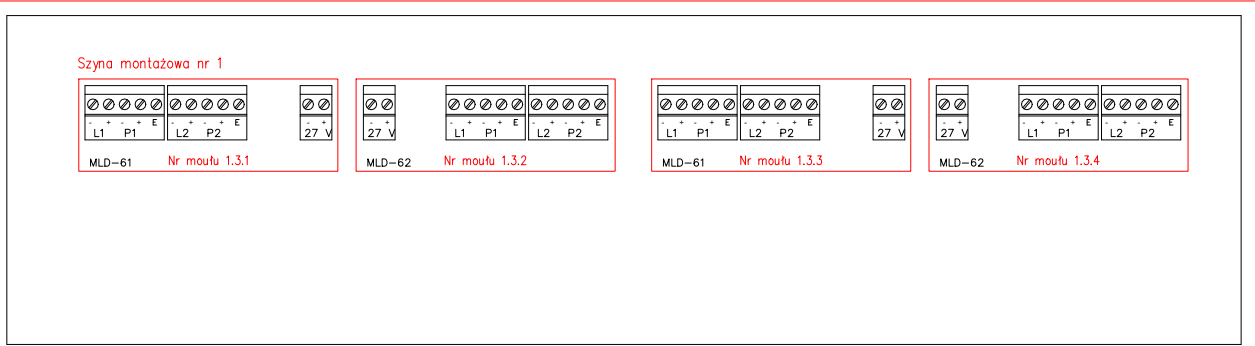 Szyna montażowa nr 1
- + - + E - + - + E - +
L1 P1 L2 P2 27 V
MLD-61 Nr moułu 1.3.1
- + - + - + E - + - + E
27 V L1 P1 L2 P2
MLD-62 Nr moułu 1.3.2
- + - + E - + - + E - +
L1 P1 L2 P2 27 V
MLD-61 Nr moułu 1.3.3
- + - + - + E - + - + E
27 V L1 P1 L2 P2
MLD-62 Nr moułu 1.3.4